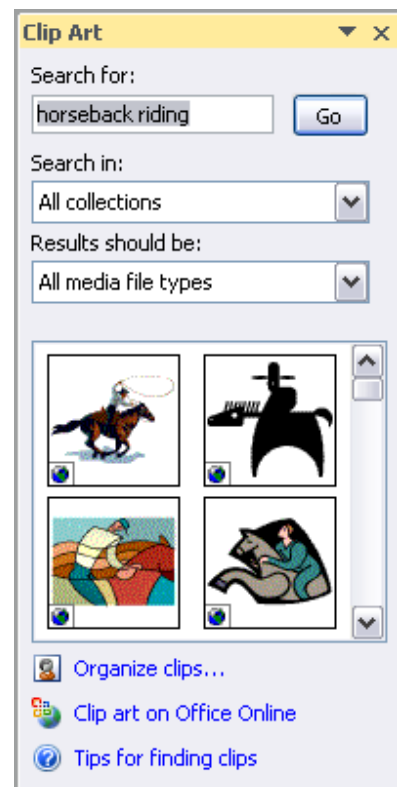 Clip Art
Search for:
horseback riding
Go
Search in:
All collections
Results should be:
All media file types
Organize clips...
Clip art on Office Online
Tips for finding clips